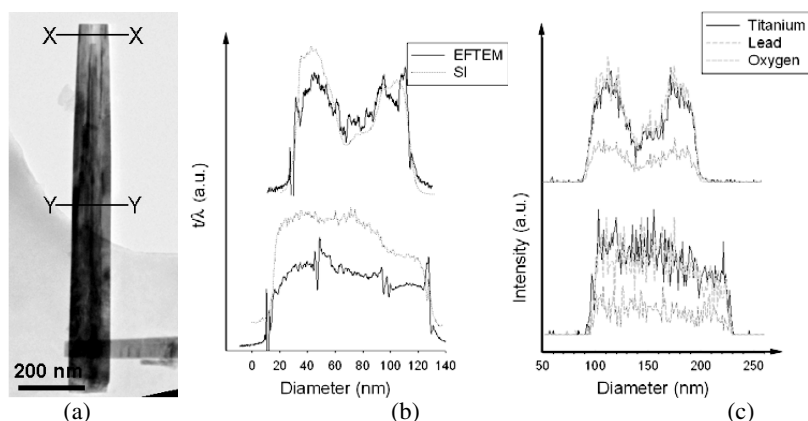 X X
Y Y
200 nm
(a)
t/λ (a.u.)
EFTEM
SI
0 20 40 60 80 100 120 140
Diameter (nm)
(b)
Intensity (a.u.)
Titanium
Lead
Oxygen
50 100 150 200 250
Diameter (nm)
(c)